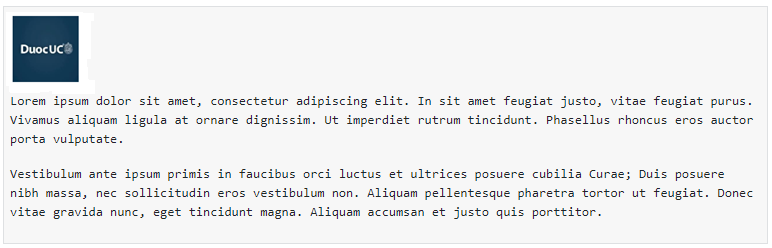 DuocUC
Lorem ipsum dolor sit amet, consectetur adipiscing elit. In sit amet feugiat justo, vitae feugiat purus.
Vivamus aliquam ligula at ornare dignissim. Ut imperdiet rutrum tincidunt. Phasellus rhoncus eros auctor
porta vulputate.
Vestibulum ante ipsum primis in faucibus orci luctus et ultrices posuere cubilia Curae; Duis posuere
nibh massa, nec sollicitudin eros vestibulum non. Aliquam pellentesque pharetra tortor ut feugiat. Donec
vitae gravida nunc, eget tincidunt magna. Aliquam accumsan et justo quis porttitor.